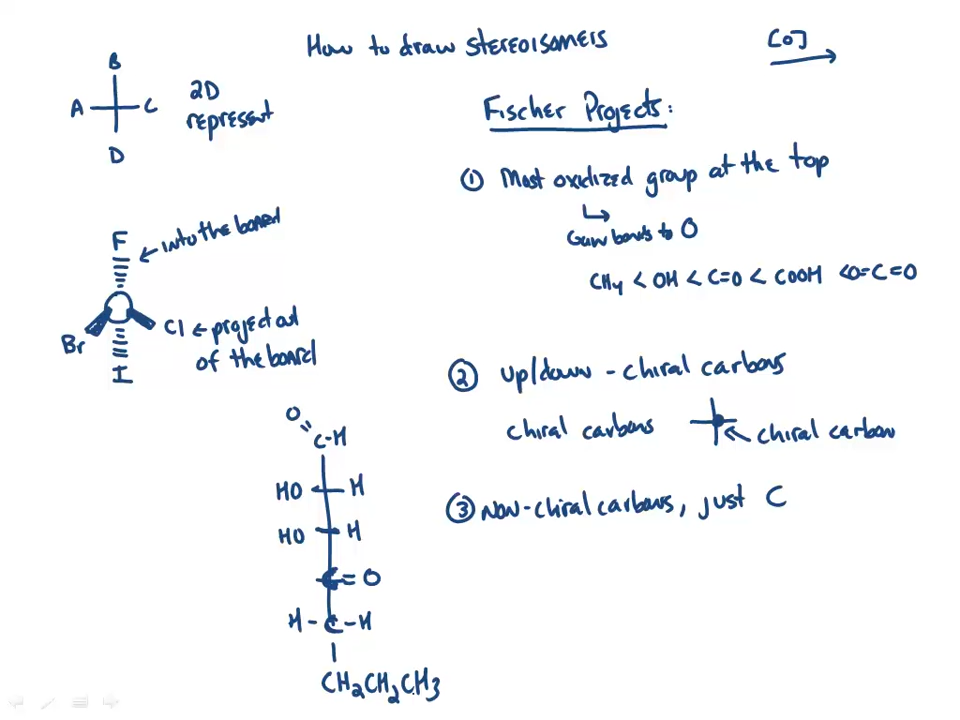 How to draw stereoisomers
[O]
B
A C
D
2D
represent
Fischer Projects:
① Most oxidized group at the top
Gain bonds to O
CH4 < OH < C=O < COOH < O=C=O
F
into the board
Br
Cl
I
project out
of the board
② up/down - chiral carbons
chiral carbons
chiral carbon
③ Non-chiral carbons, just C
O
C-H
HO H
HO H
C=O
H-C-H
CH2CH2CH3